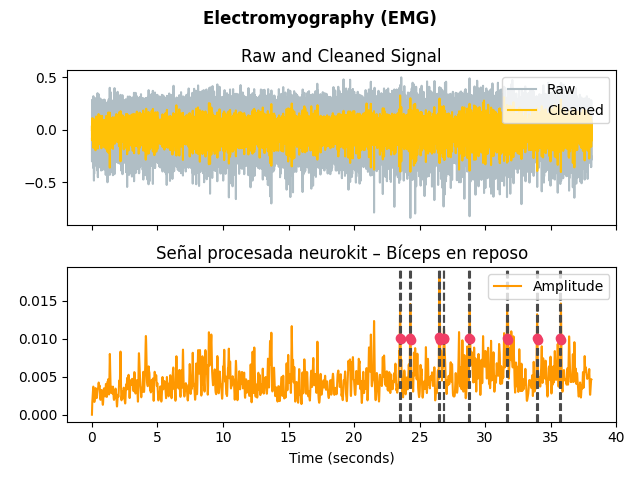 Electromyography (EMG)
Raw and Cleaned Signal
0.5
0.0
−0.5
Raw
Cleaned
Señal procesada neurokit – Bíceps en reposo
0.015
0.010
0.005
0.000
Amplitude
0 5 10 15 20 25 30 35 40
Time (seconds)